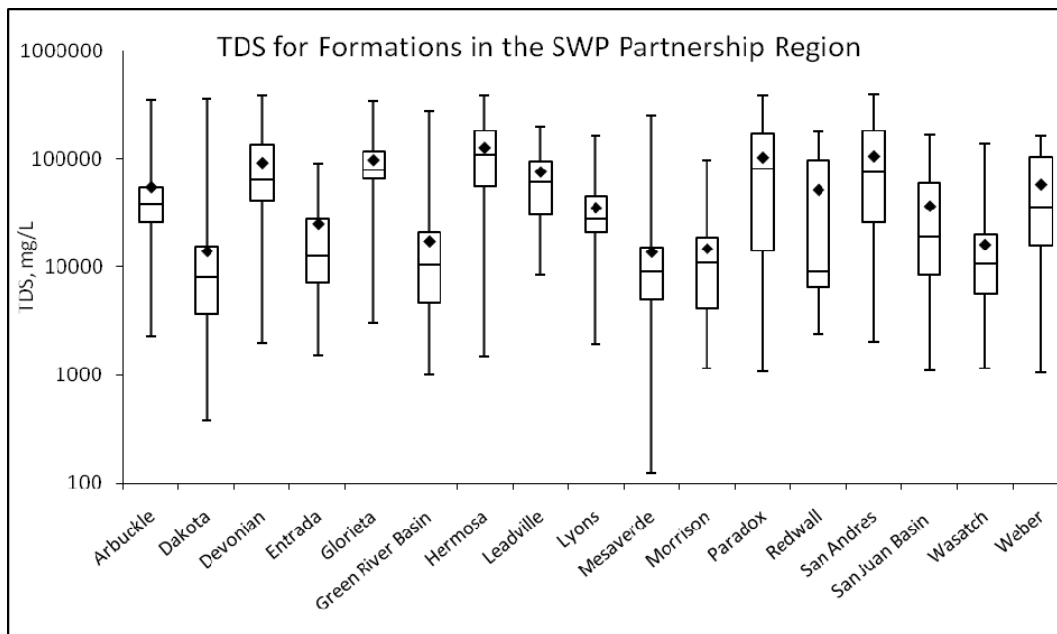 TDS for Formations in the SWP Partnership Region
TDS, mg/L
1000000
100000
10000
1000
100
Arbuckle
Dakota
Devonian
Entrada
Glorieta
Green River Basin
Hermosa
Leadville
Lyons
Mesaverde
Morrison
Paradox
Redwall
San Andres
San Juan Basin
Wasatch
Weber